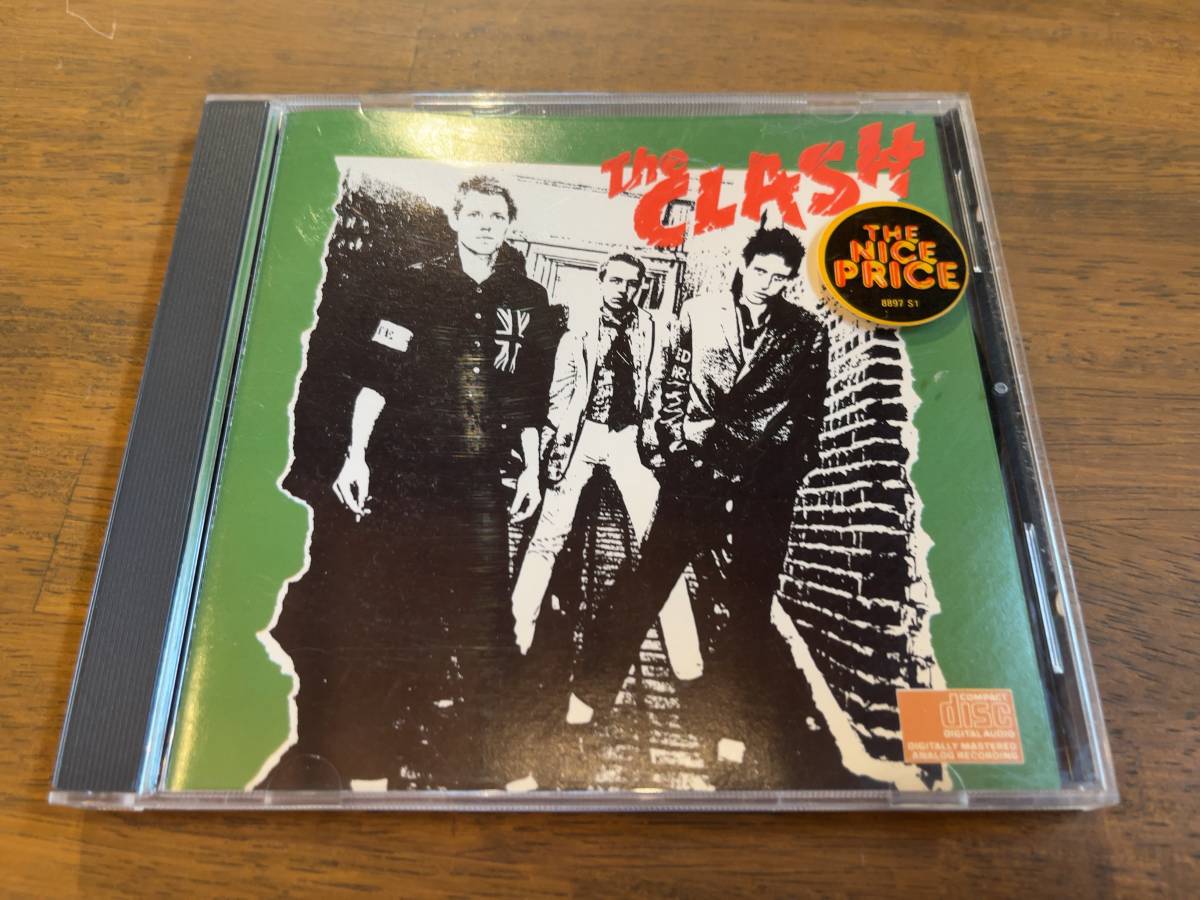 The
CLASH
THE
NICE
PRICE
8897 S1
COMPACT
disc
DIGITAL AUDIO
DIGITALLY MASTERED
ANALOG RECORDING